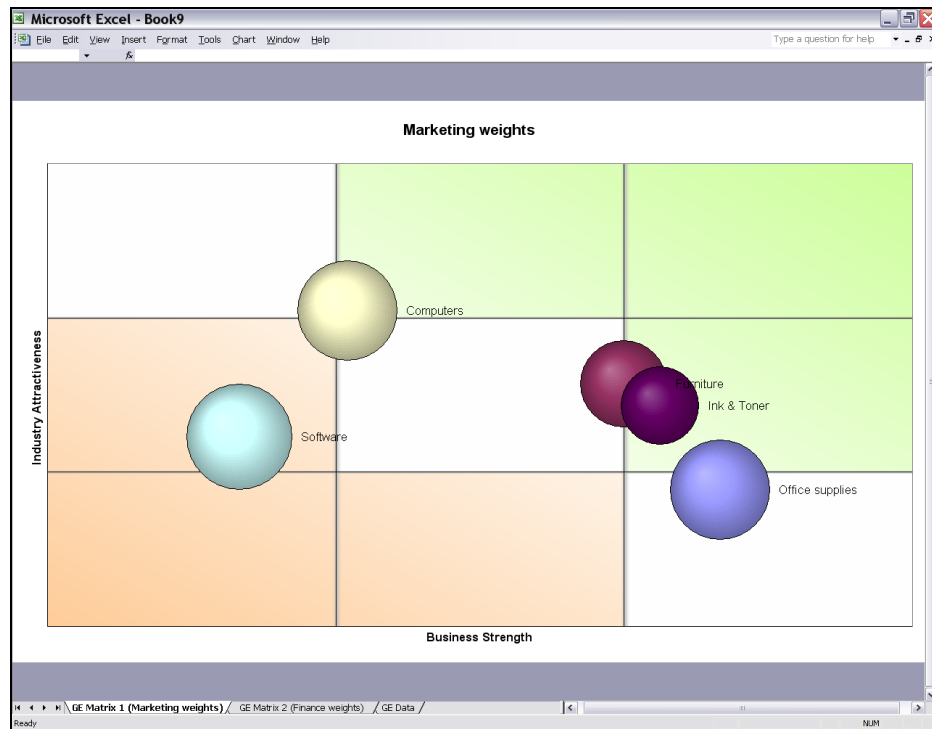 Microsoft Excel - Book9
File Edit View Insert Format Tools Chart Window Help Type a question for help
fx
Marketing weights
Industry Attractiveness
Computers
Furniture
Ink & Toner
Software
Office supplies
Business Strength
GE Matrix 1 (Marketing weights) GE Matrix 2 (Finance weights) GE Data
Ready NUM